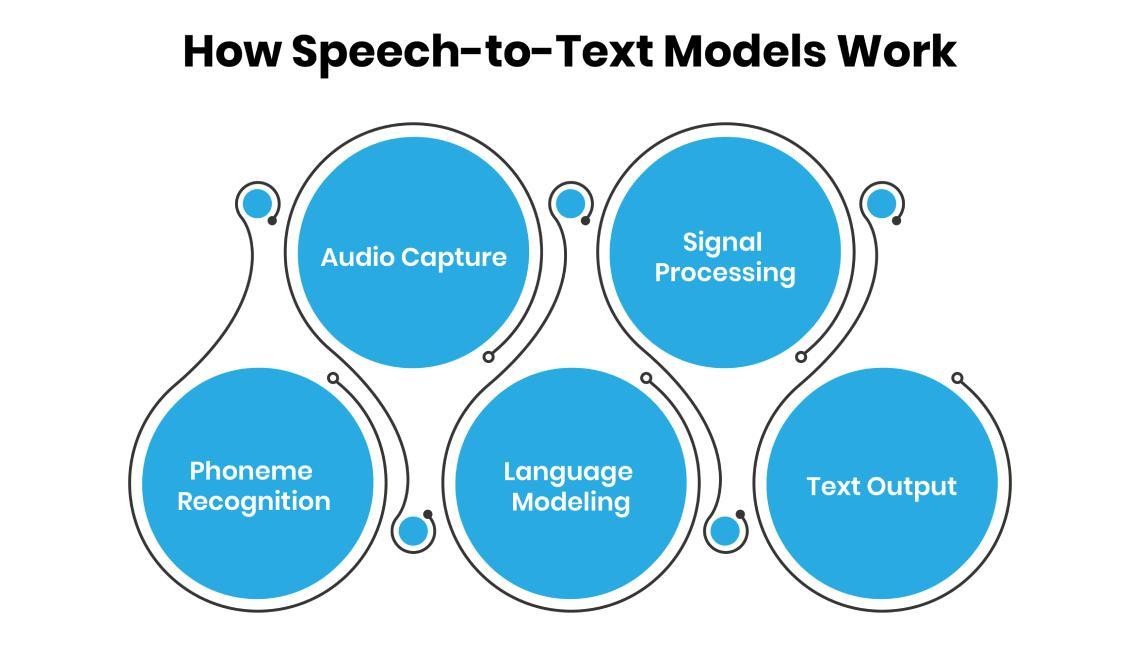 How Speech-to-Text Models Work
Audio Capture
Signal
Processing
Phoneme
Recognition
Language
Modeling
Text Output